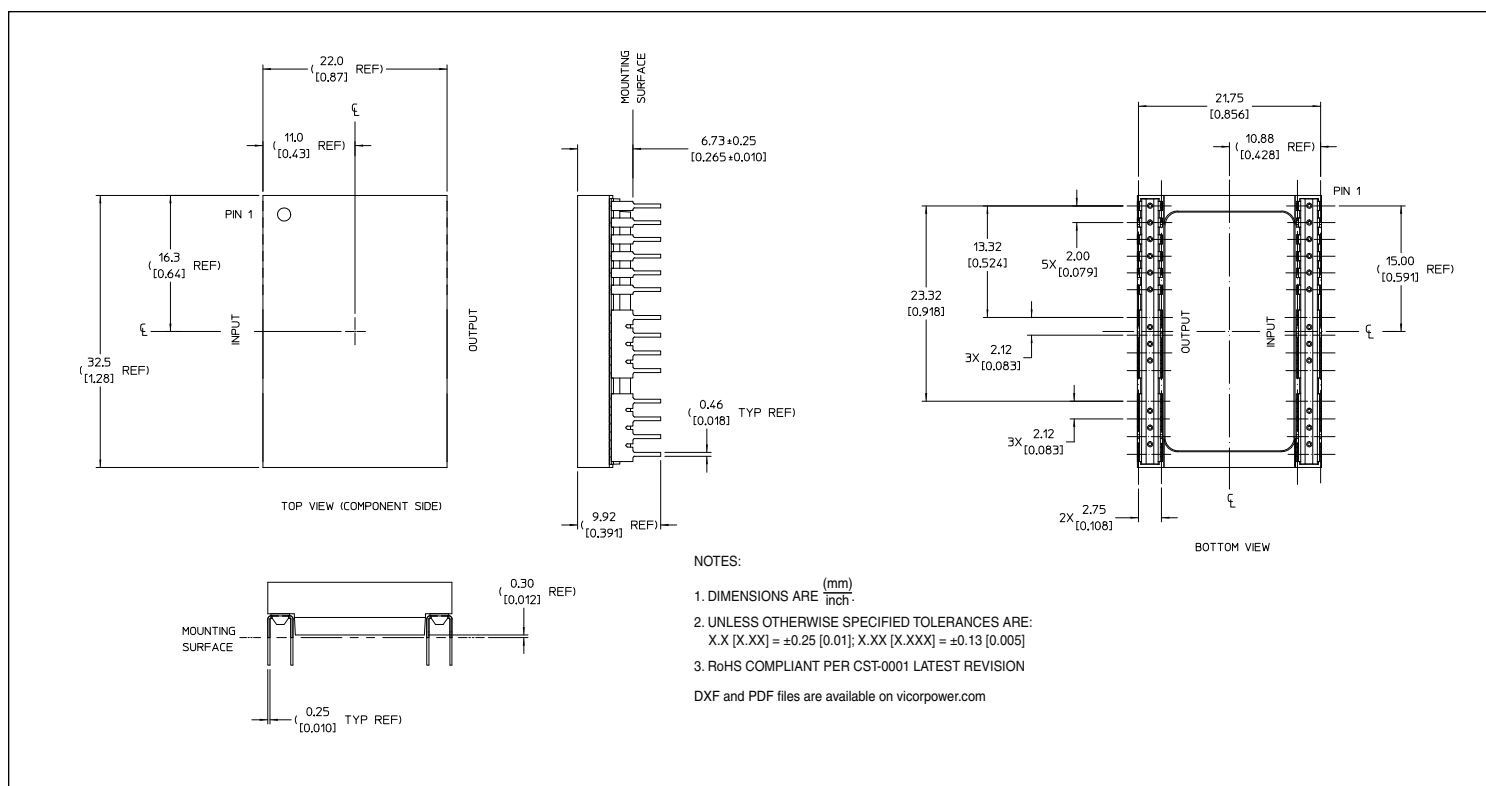 22.0
( [0.87] REF)
℄
11.0
( [0.43] REF)
PIN 1
16.3
( [0.64] REF)
℄
INPUT
OUTPUT
32.5
( [1.28] REF)
TOP VIEW (COMPONENT SIDE)
MOUNTING
SURFACE
6.73±0.25
[0.265±0.010]
0.46
( [0.018] TYP REF)
9.92
( [0.391] REF)
21.75
[0.856]
10.88
( [0.428] REF)
PIN 1
13.32
[0.524]
5X 2.00
[0.079]
15.00
( [0.591] REF)
23.32
[0.918]
OUTPUT
INPUT
℄
3X 2.12
[0.083]
3X 2.12
[0.083]
2X 2.75
[0.108]
℄
BOTTOM VIEW
0.30
( [0.012] REF)
MOUNTING
SURFACE
0.25
( [0.010] TYP REF)
NOTES:
1. DIMENSIONS ARE (mm)
inch.
2. UNLESS OTHERWISE SPECIFIED TOLERANCES ARE:
X.X [X.XX] = ±0.25 [0.01]; X.XX [X.XXX] = ±0.13 [0.005]
3. RoHS COMPLIANT PER CST-0001 LATEST REVISION
DXF and PDF files are available on vicorpower.com